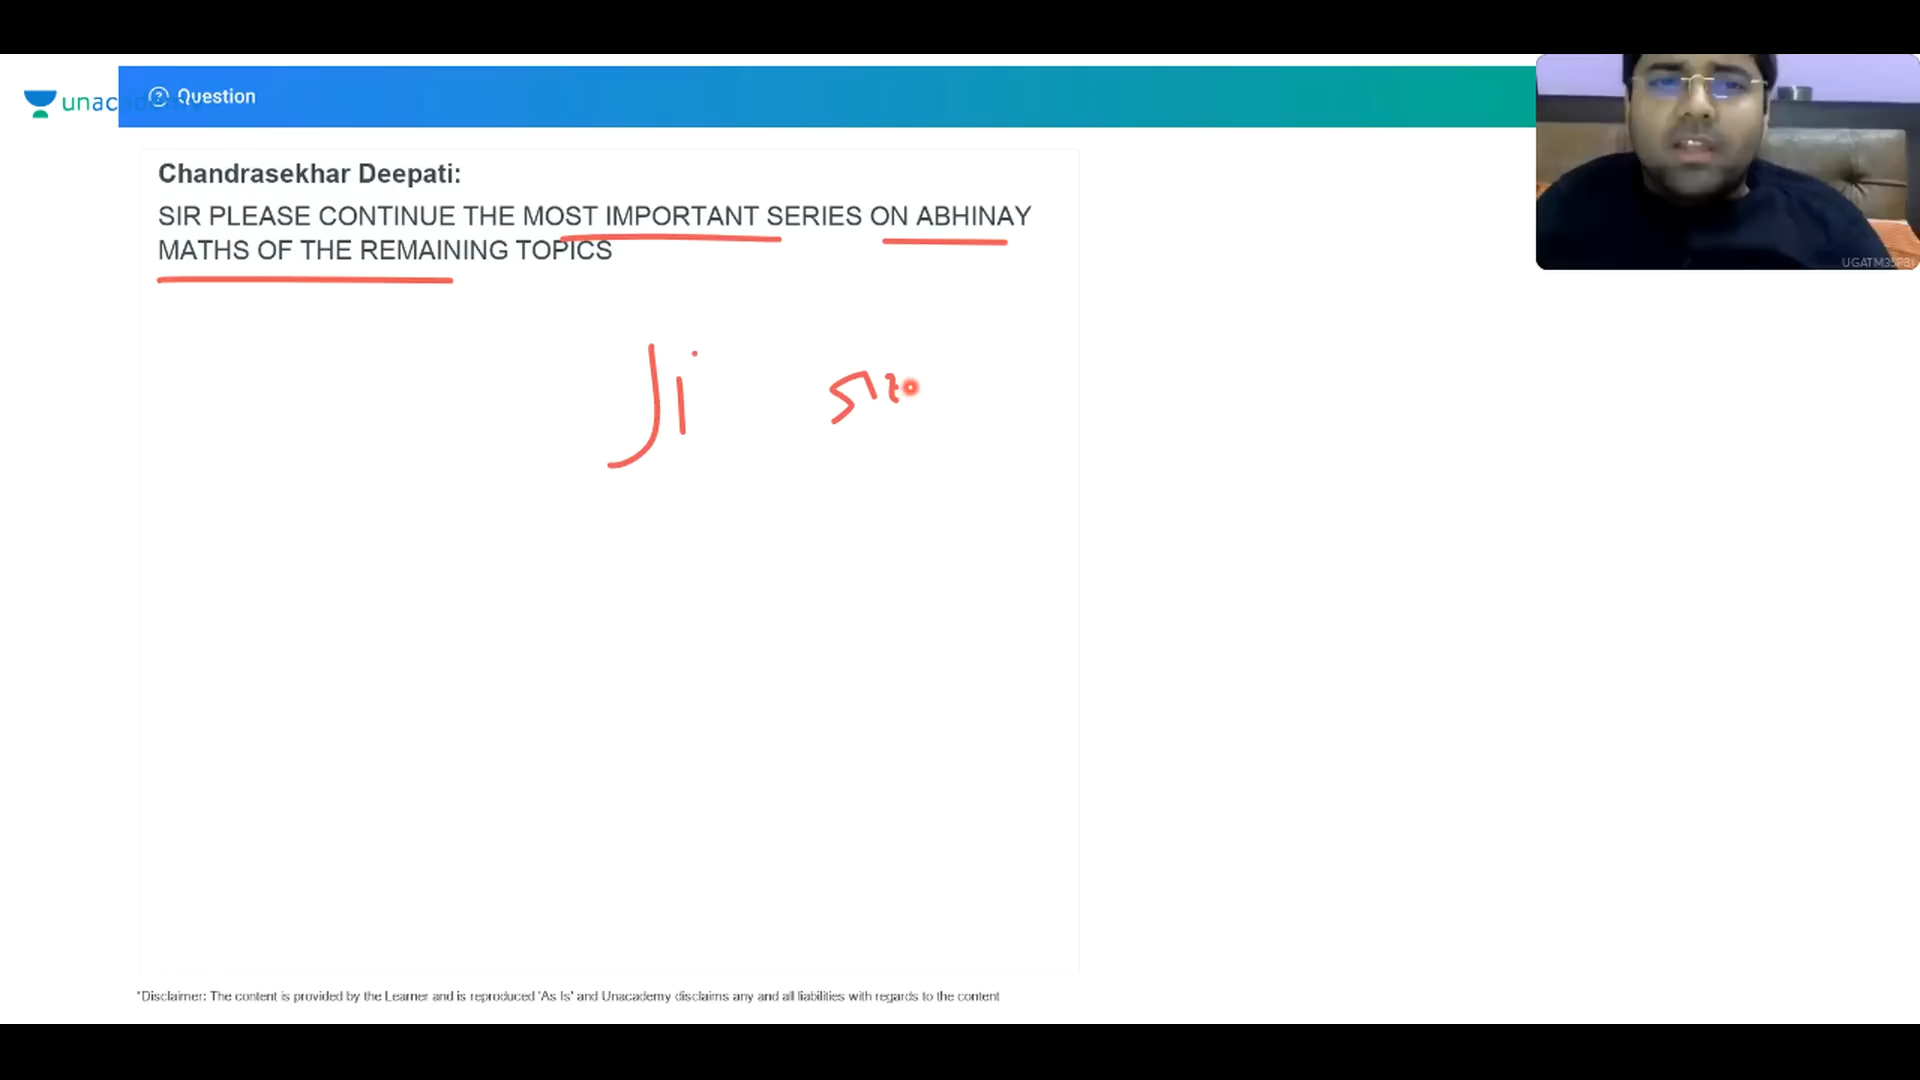 unacademy
? Question
Chandrasekhar Deepati:
SIR PLEASE CONTINUE THE MOST IMPORTANT SERIES ON ABHINAY
MATHS OF THE REMAINING TOPICS
Ji
*Disclaimer: The content is provided by the Learner and is reproduced 'As Is' and Unacademy disclaims any and all liabilities with regards to the content